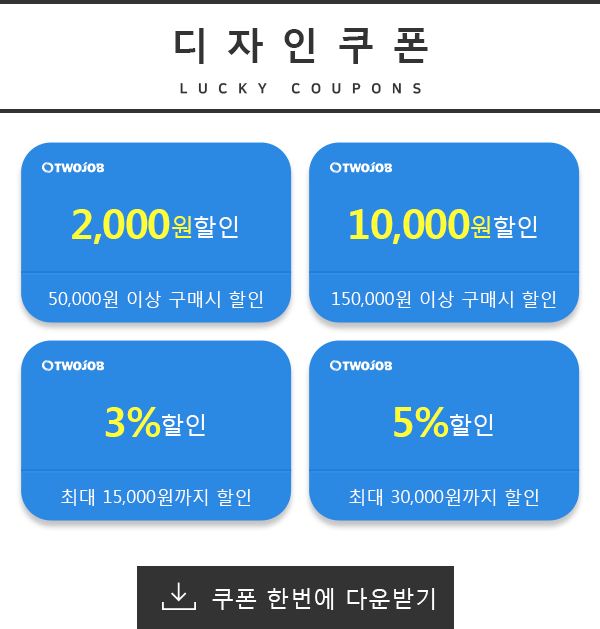 디자인쿠폰
LUCKY COUPONS
TWOJOB
2,000원할인
50,000원 이상 구매시 할인
TWOJOB
10,000원할인
150,000원 이상 구매시 할인
TWOJOB
3%할인
최대 15,000원까지 할인
TWOJOB
5%할인
최대 30,000원까지 할인
쿠폰 한번에 다운받기